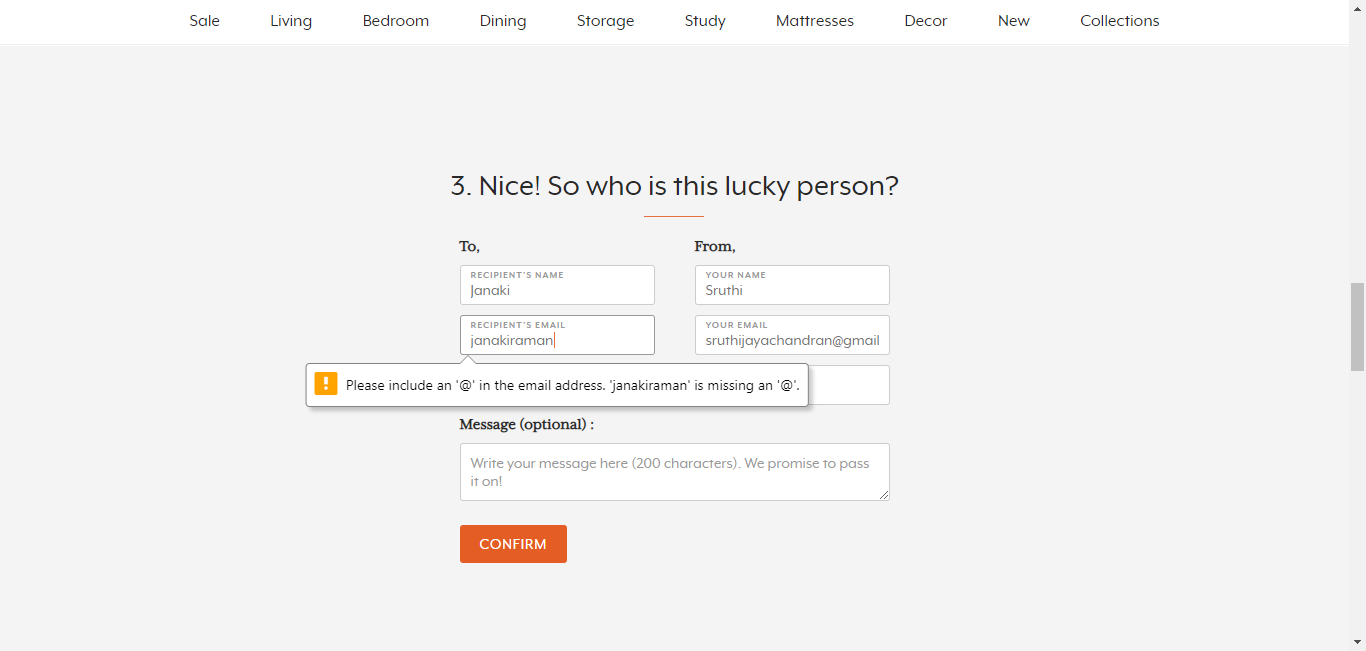 Sale Living Bedroom Dining Storage Study Mattresses Decor New Collections
3. Nice! So who is this lucky person?
To, From,
RECIPIENT'S NAME YOUR NAME
Janaki Sruthi
RECIPIENT'S EMAIL YOUR EMAIL
janakiraman sruthijayachandran@gmail
Please include an '@' in the email address. 'janakiraman' is missing an '@'.
Message (optional) :
Write your message here (200 characters). We promise to pass
it on!
CONFIRM